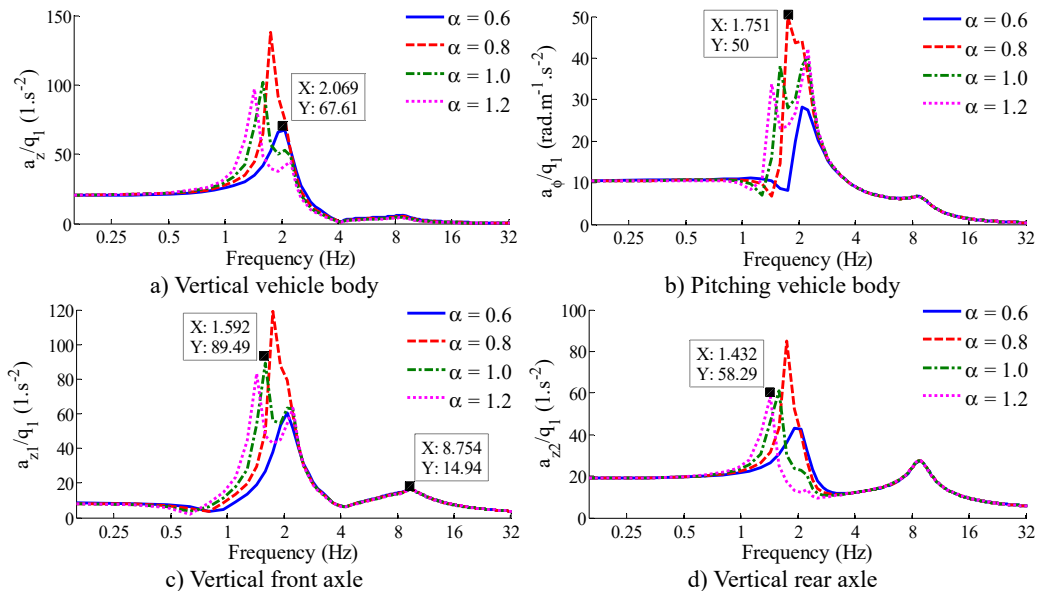 150
100
50
0
a_z/q_1 (1.s^-2)
α = 0.6
α = 0.8
α = 1.0
α = 1.2
X: 2.069
Y: 67.61
0.25 0.5 1 2 4 8 16 32
Frequency (Hz)
a) Vertical vehicle body
50
40
30
20
10
0
a_ϕ/q_1 (rad.m^-1.s^-2)
X: 1.751
Y: 50
α = 0.6
α = 0.8
α = 1.0
α = 1.2
0.25 0.5 1 2 4 8 16 32
Frequency (Hz)
b) Pitching vehicle body
120
100
80
60
40
20
0
a_z1/q_1 (1.s^-2)
X: 1.592
Y: 89.49
α = 0.6
α = 0.8
α = 1.0
α = 1.2
X: 8.754
Y: 14.94
0.25 0.5 1 2 4 8 16 32
Frequency (Hz)
c) Vertical front axle
100
80
60
40
20
0
a_z2/q_1 (1.s^-2)
X: 1.432
Y: 58.29
α = 0.6
α = 0.8
α = 1.0
α = 1.2
0.25 0.5 1 2 4 8 16 32
Frequency (Hz)
d) Vertical rear axle